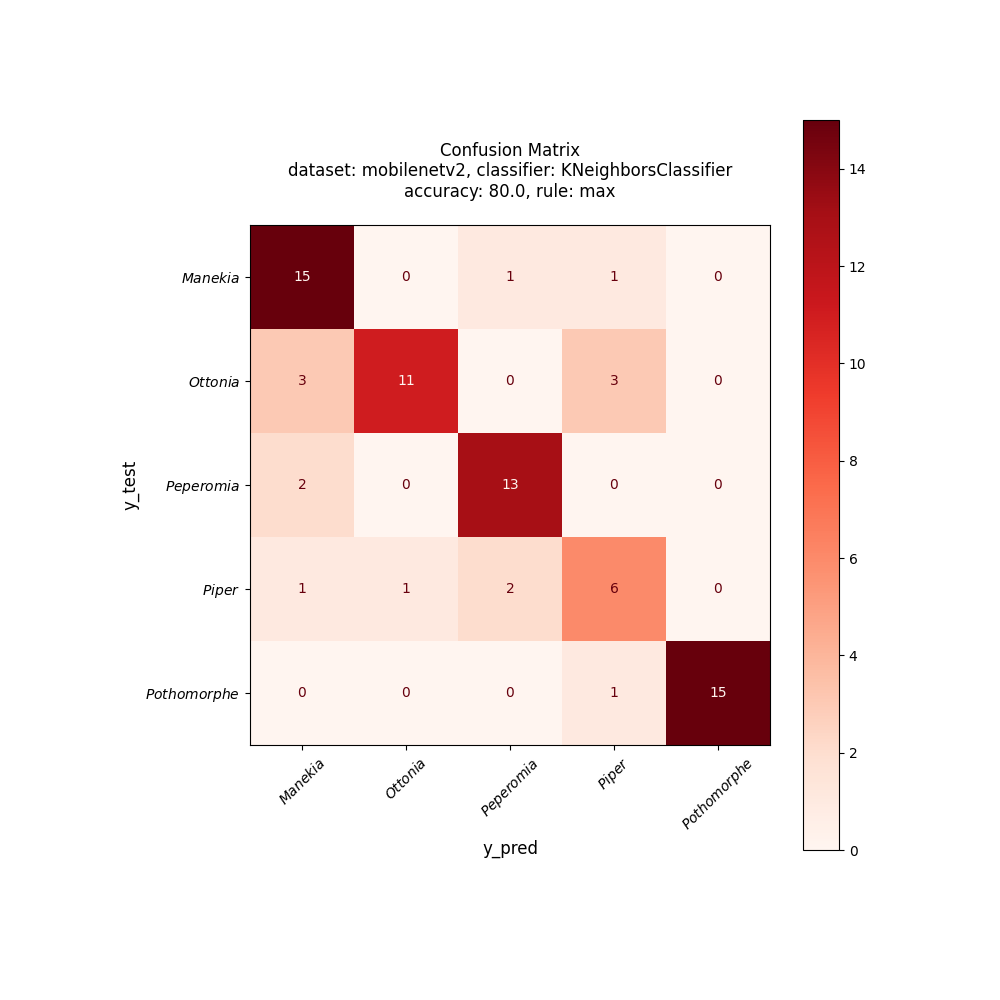 Confusion Matrix
dataset: mobilenetv2, classifier: KNeighborsClassifier
accuracy: 80.0, rule: max
Manekia 15 0 1 1 0
Ottonia 3 11 0 3 0
Peperomia 2 0 13 0 0
Piper 1 1 2 6 0
Pothomorphe 0 0 0 1 15
Manekia Ottonia Peperomia Piper Pothomorphe
y_test
y_pred
14
12
10
8
6
4
2
0